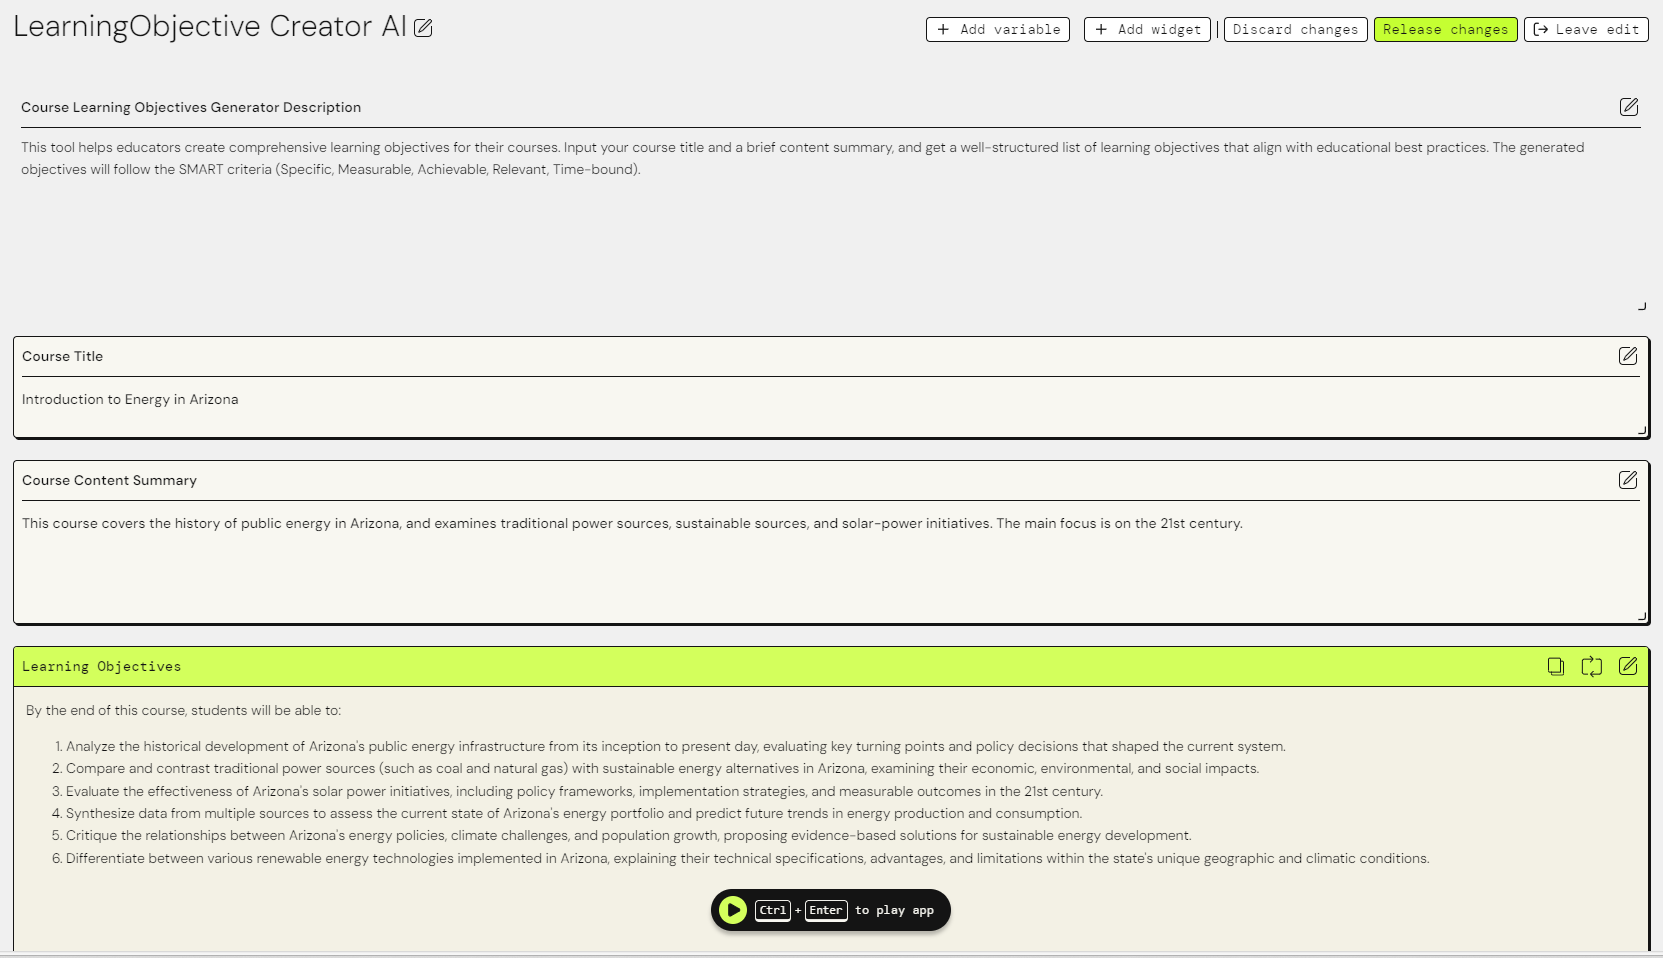 LearningObjective Creator AI
+ Add variable
+ Add widget
Discard changes
Release changes
Leave edit
Course Learning Objectives Generator Description
This tool helps educators create comprehensive learning objectives for their courses. Input your course title and a brief content summary, and get a well-structured list of learning objectives that align with educational best practices. The generated
objectives will follow the SMART criteria (Specific, Measurable, Achievable, Relevant, Time-bound).
Course Title
Introduction to Energy in Arizona
Course Content Summary
This course covers the history of public energy in Arizona, and examines traditional power sources, sustainable sources, and solar-power initiatives. The main focus is on the 21st century.
Learning Objectives
By the end of this course, students will be able to:
1. Analyze the historical development of Arizona's public energy infrastructure from its inception to present day, evaluating key turning points and policy decisions that shaped the current system.
2. Compare and contrast traditional power sources (such as coal and natural gas) with sustainable energy alternatives in Arizona, examining their economic, environmental, and social impacts.
3. Evaluate the effectiveness of Arizona's solar power initiatives, including policy frameworks, implementation strategies, and measurable outcomes in the 21st century.
4. Synthesize data from multiple sources to assess the current state of Arizona's energy portfolio and predict future trends in energy production and consumption.
5. Critique the relationships between Arizona's energy policies, climate challenges, and population growth, proposing evidence-based solutions for sustainable energy development.
6. Differentiate between various renewable energy technologies implemented in Arizona, explaining their technical specifications, advantages, and limitations within the state's unique geographic and climatic conditions.
Ctrl + Enter to play app